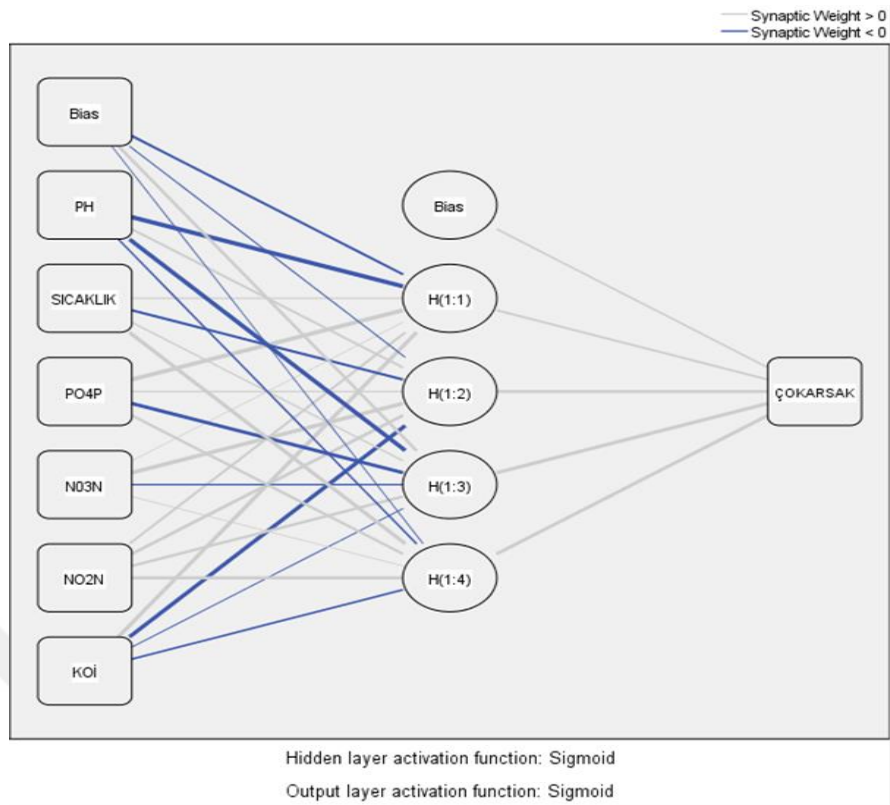 Synaptic Weight > 0
Synaptic Weight < 0
Bias
PH
Bias
SICAKLIK
H(1:1)
PO4P
H(1:2)
ÇOKARSAK
N03N
H(1:3)
NO2N
H(1:4)
KOİ
Hidden layer activation function: Sigmoid
Output layer activation function: Sigmoid